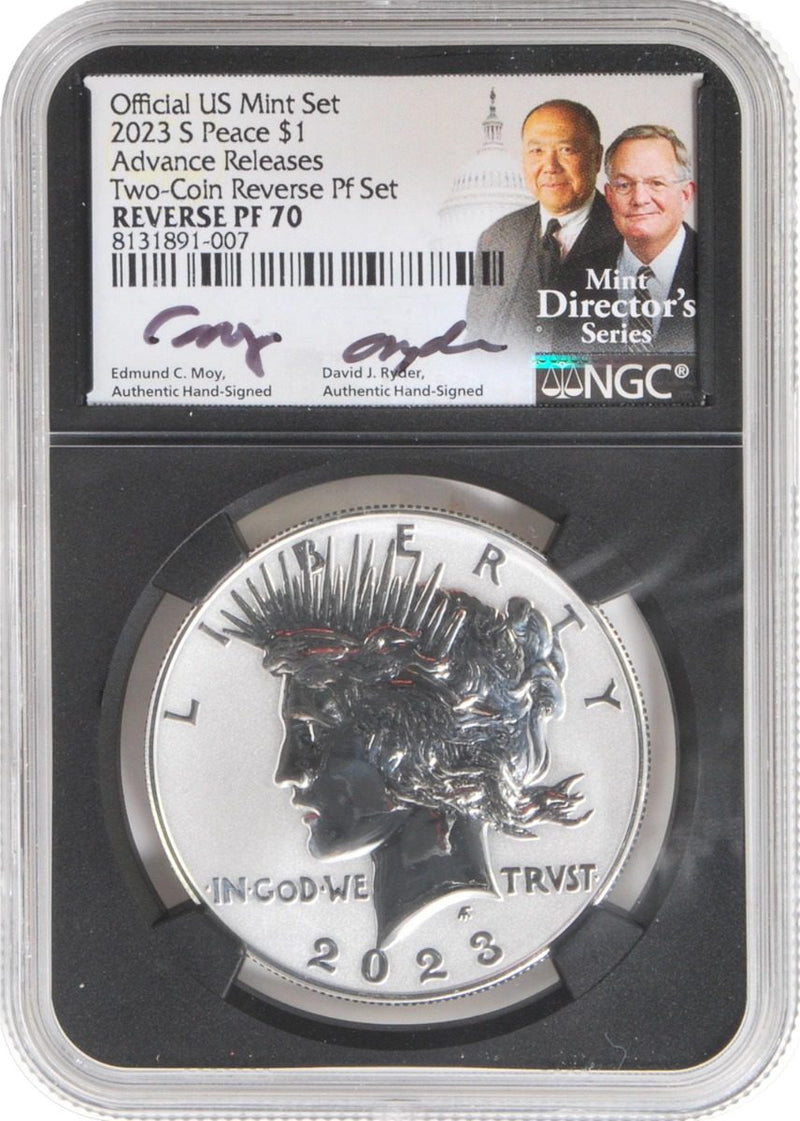 Official US Mint Set
2023 S Peace $1
Advance Releases
Two-Coin Reverse Pf Set
REVERSE PF 70
8131891-007
Mint
Director's
Series
Moy
Ryder
Edmund C. Moy,
Authentic Hand-Signed
David J. Ryder,
Authentic Hand-Signed
NGC®
LIBERTY
·IN·GOD·WE TRVST·
2023